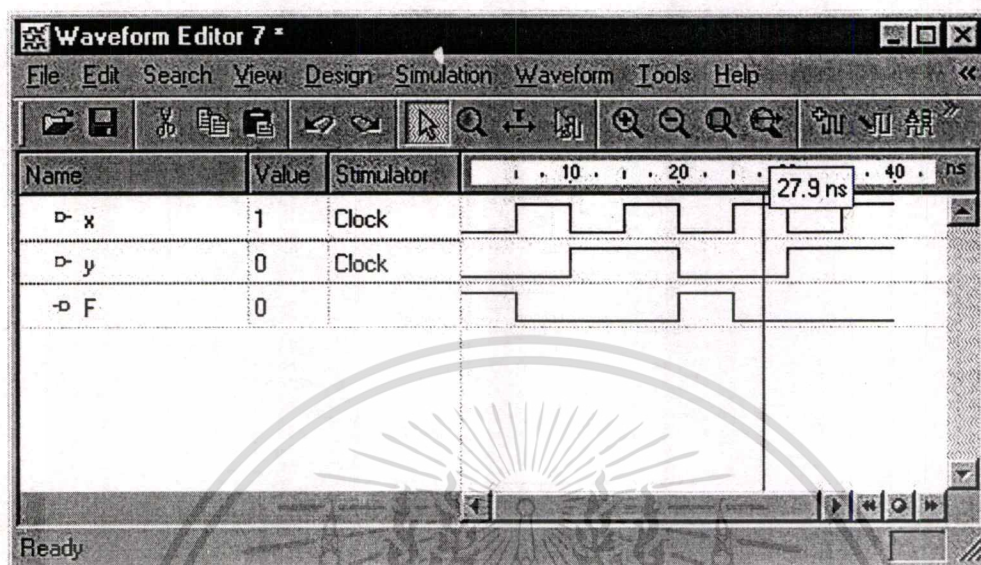 Waveform Editor 7 *
File Edit Search View Design Simulation Waveform Tools Help
Name Value Stimulator 10 20 40 ns
27.9 ns
x 1 Clock
y 0 Clock
F 0
Ready